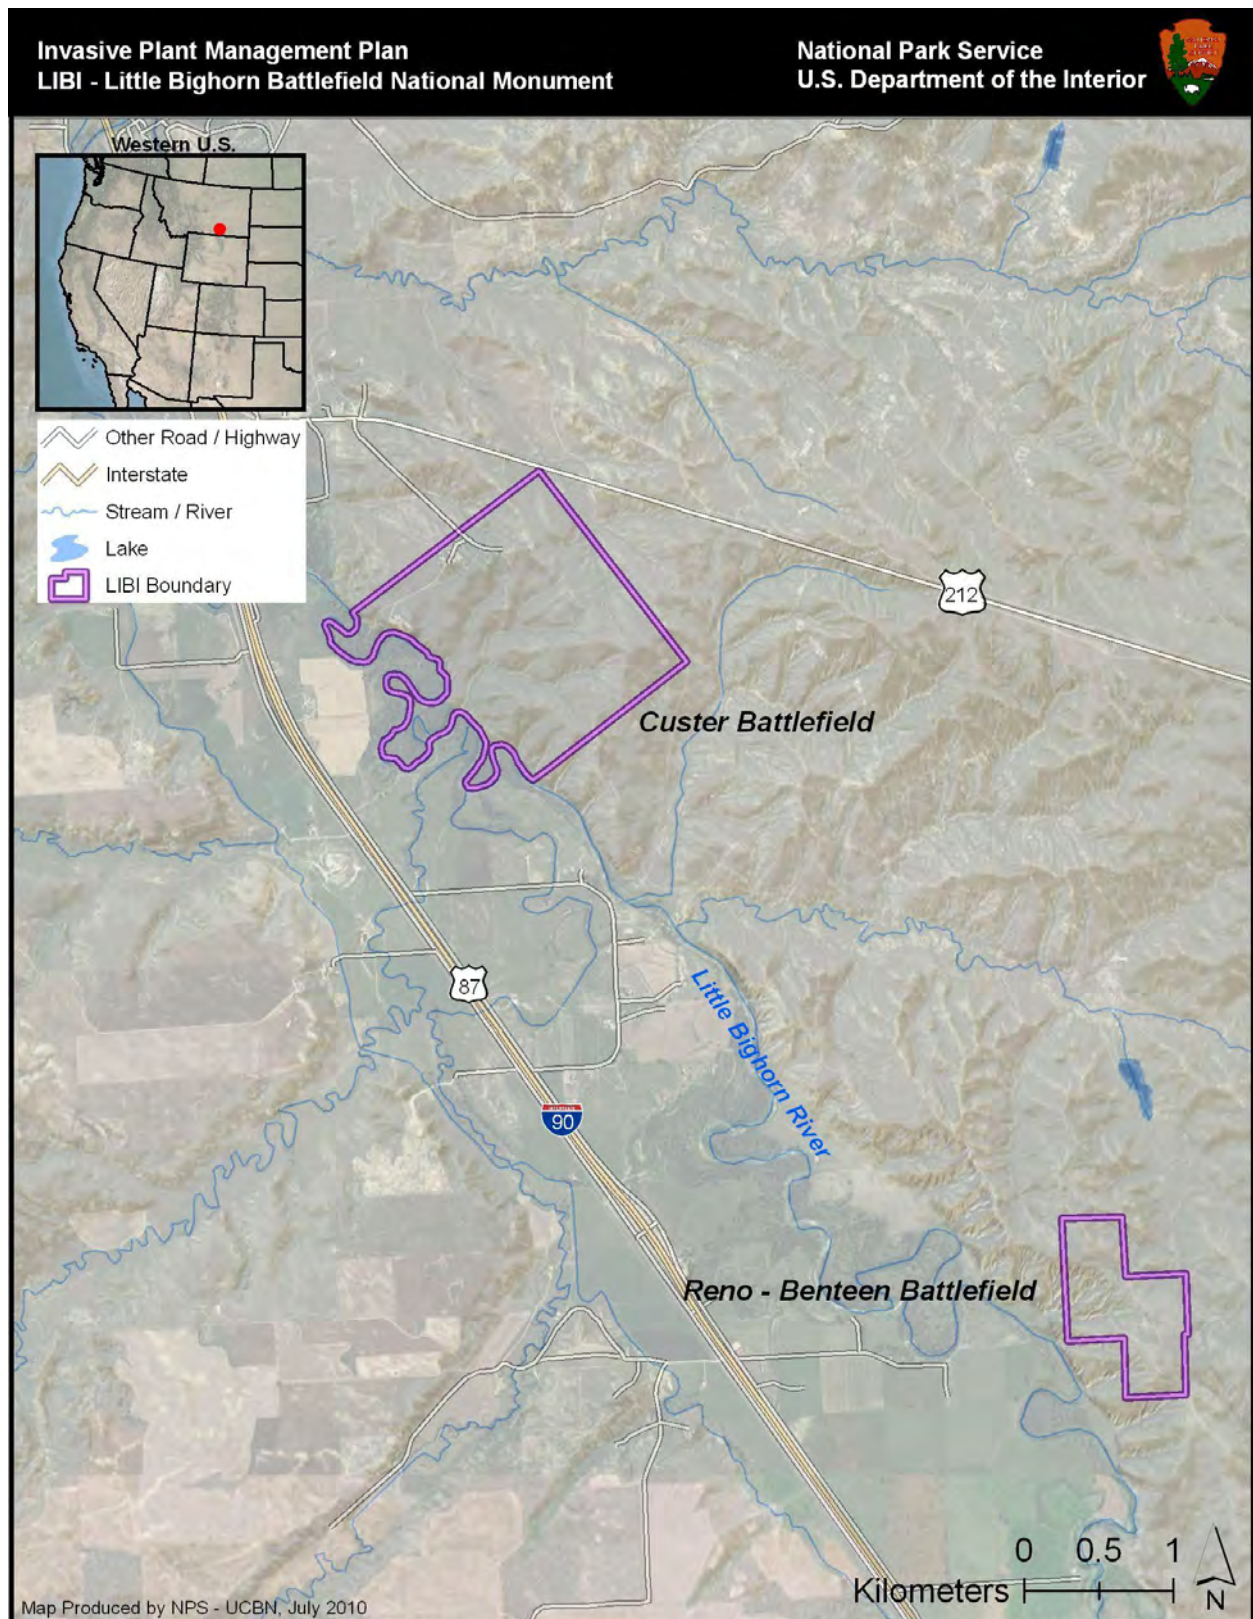 Invasive Plant Management Plan
LIBI - Little Bighorn Battlefield National Monument
National Park Service
U.S. Department of the Interior
Western U.S.
Other Road / Highway
Interstate
Stream / River
Lake
LIBI Boundary
212
Custer Battlefield
87
Little Bighorn River
90
Reno - Benteen Battlefield
0 0.5 1
Kilometers
N
Map Produced by NPS - UCBN, July 2010